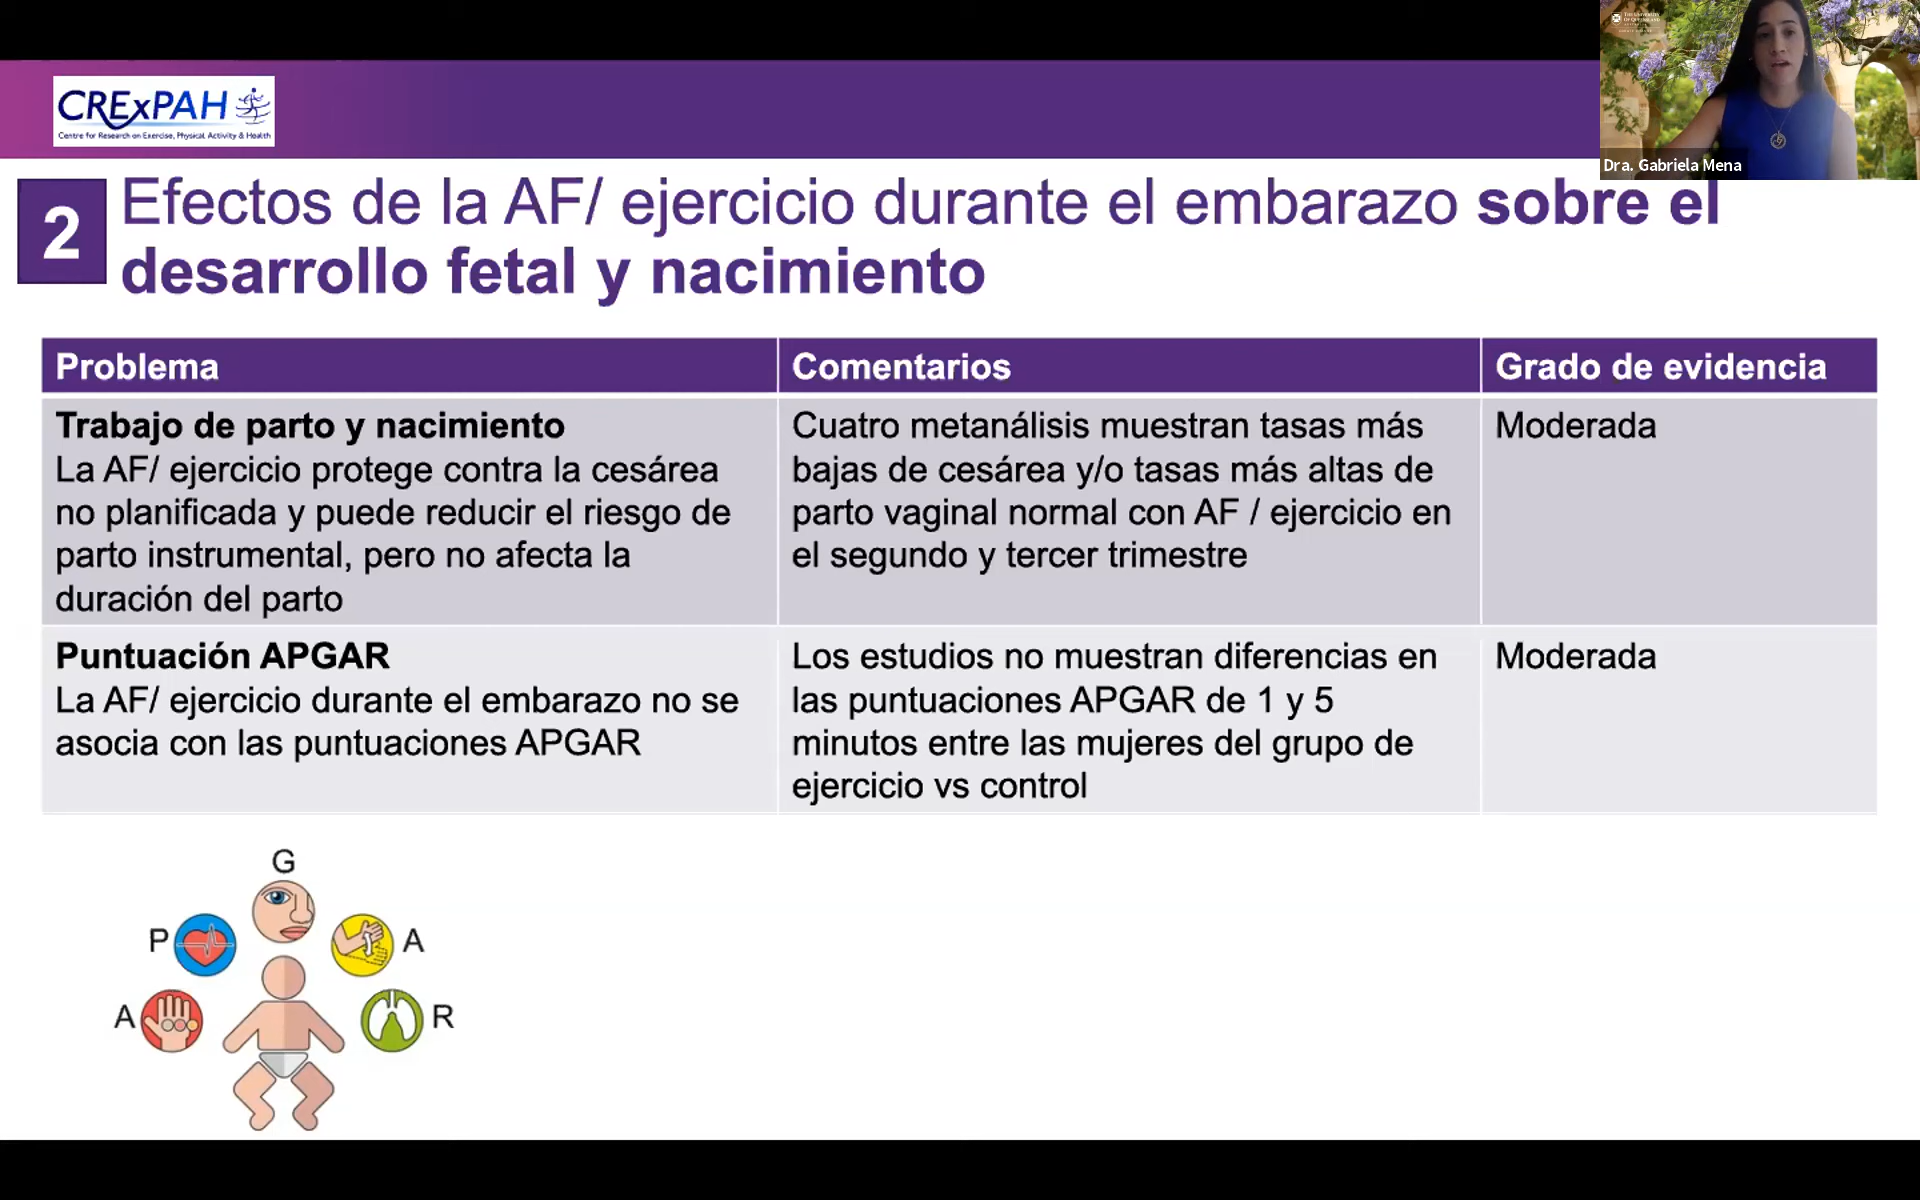 CRExPAH
Centre for Research on Exercise, Physical Activity & Health
Dra. Gabriela Mena
2
Efectos de la AF/ ejercicio durante el embarazo sobre el
desarrollo fetal y nacimiento
Problema
Comentarios
Grado de evidencia
Trabajo de parto y nacimiento
La AF/ ejercicio protege contra la cesárea
no planificada y puede reducir el riesgo de
parto instrumental, pero no afecta la
duración del parto
Cuatro metanálisis muestran tasas más
bajas de cesárea y/o tasas más altas de
parto vaginal normal con AF / ejercicio en
el segundo y tercer trimestre
Moderada
Puntuación APGAR
La AF/ ejercicio durante el embarazo no se
asocia con las puntuaciones APGAR
Los estudios no muestran diferencias en
las puntuaciones APGAR de 1 y 5
minutos entre las mujeres del grupo de
ejercicio vs control
Moderada
G
P
A
A
R